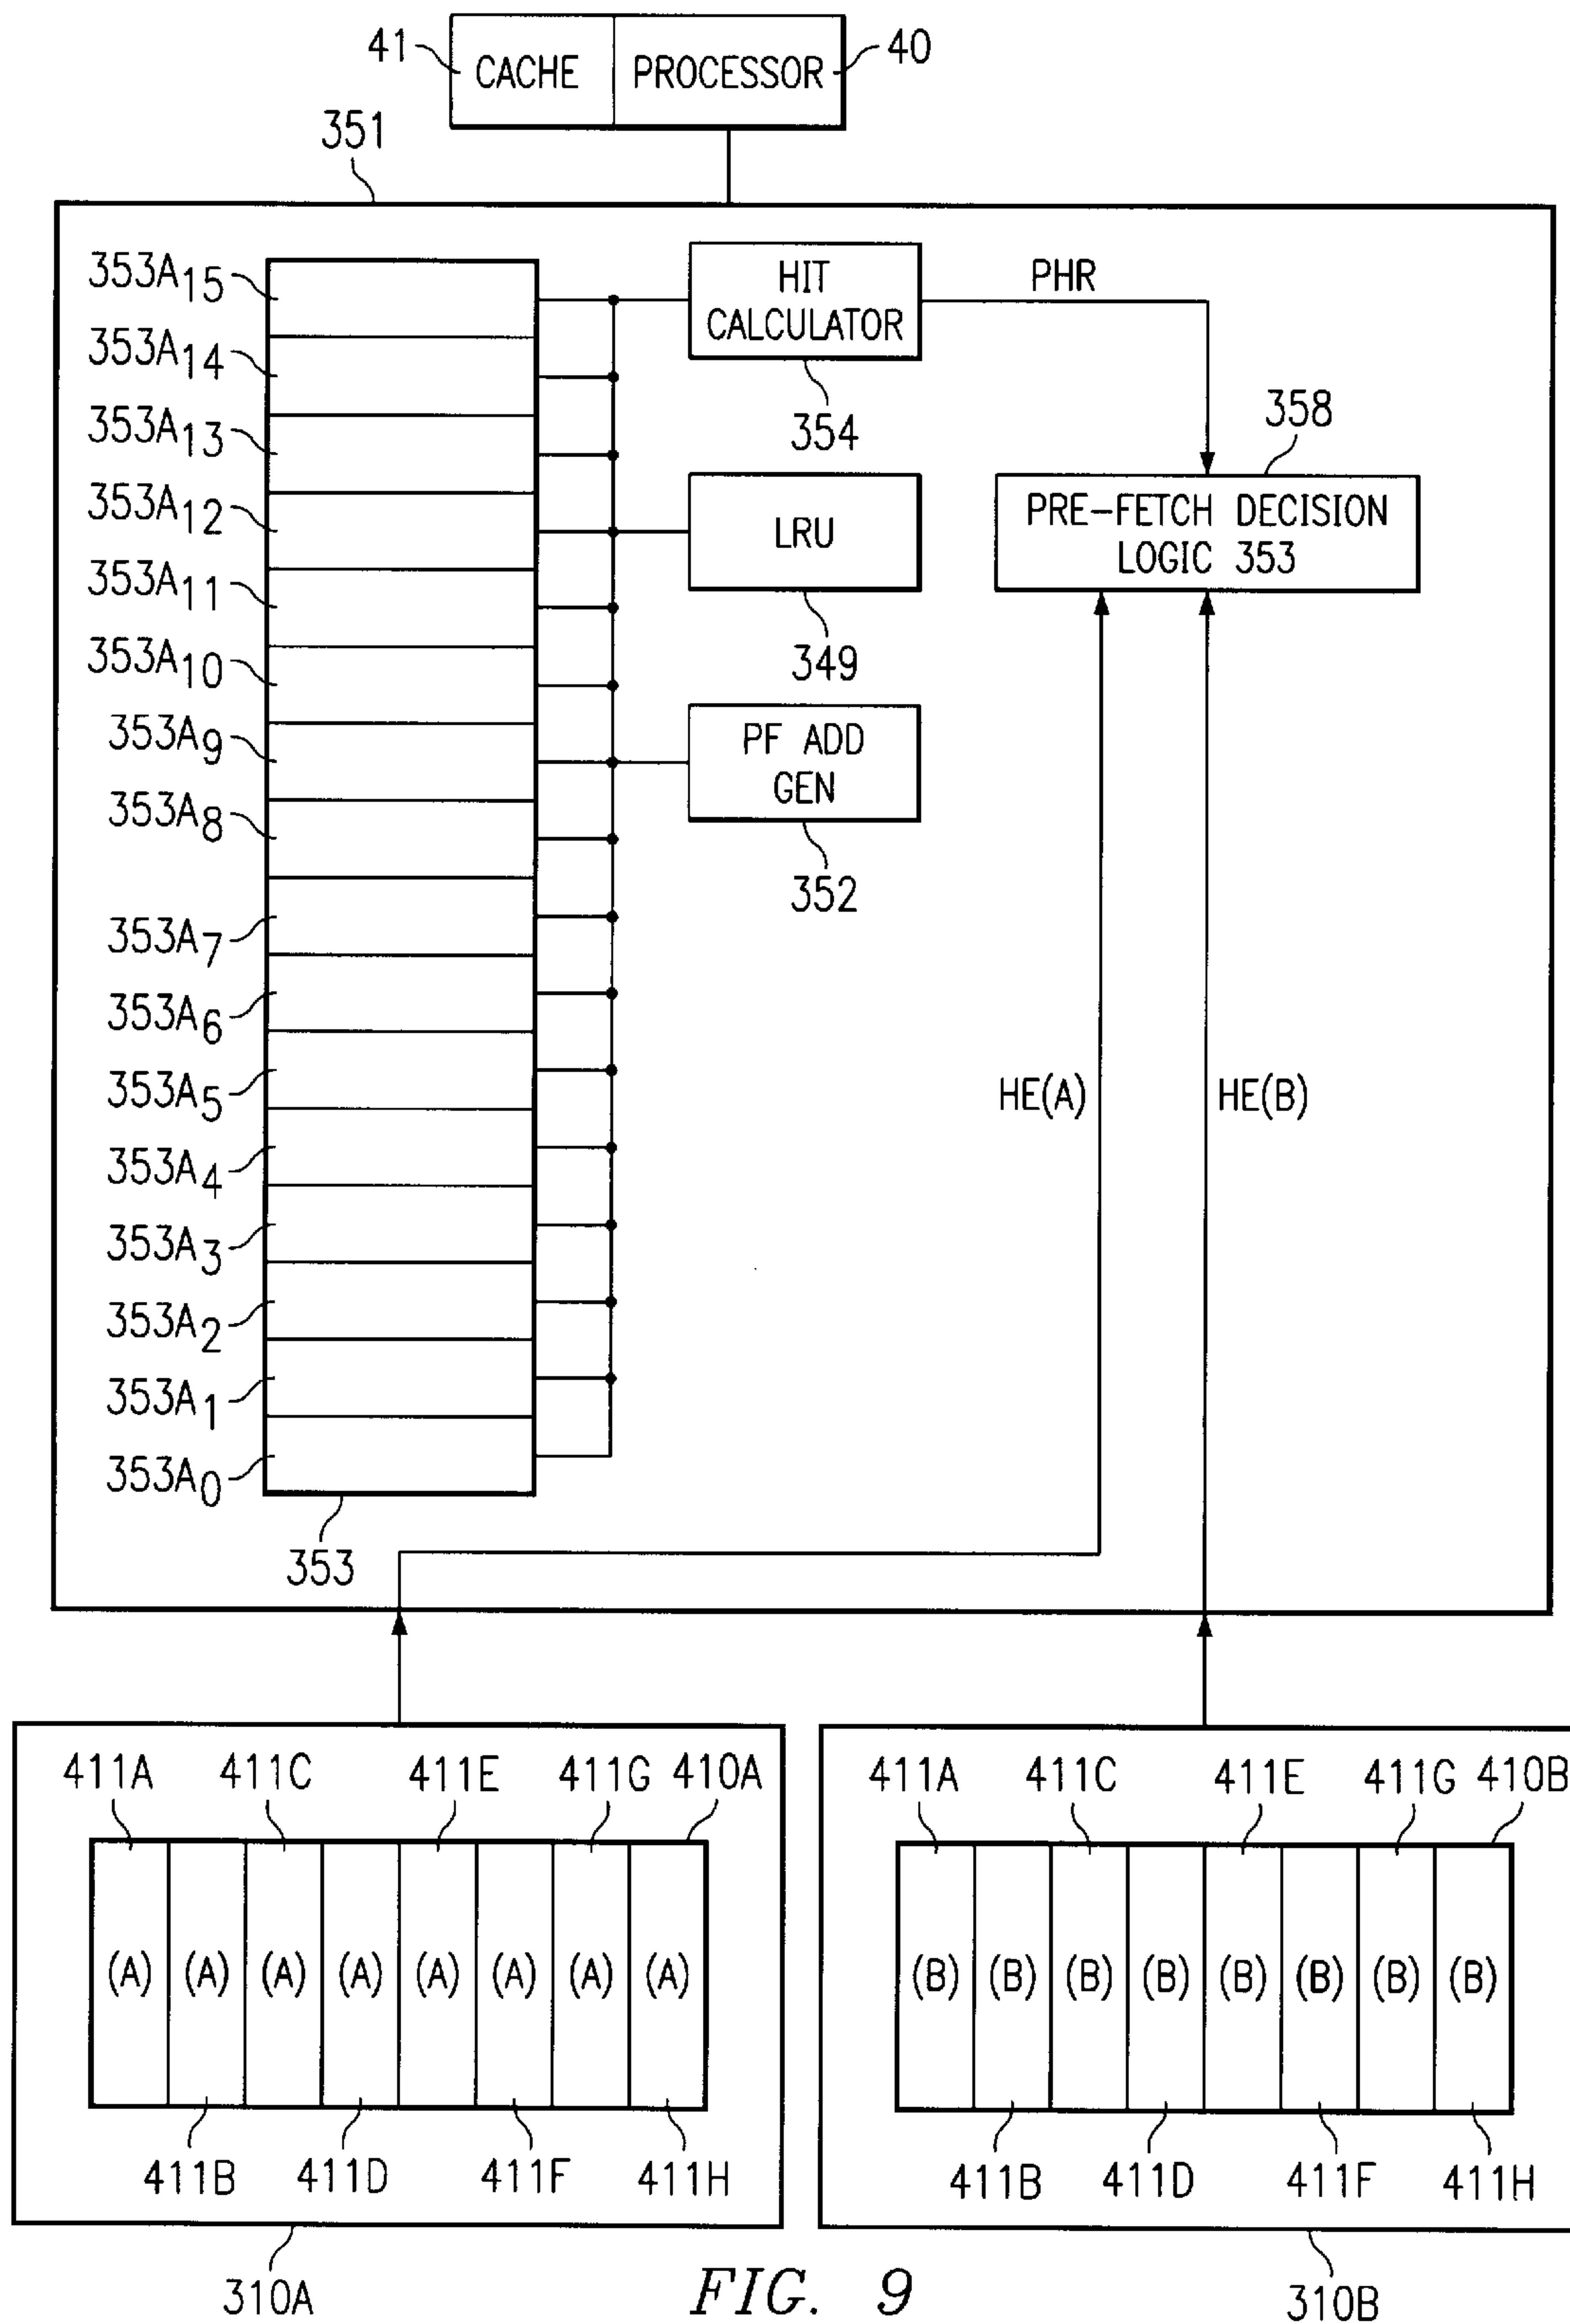 41
CACHE
PROCESSOR
40
351
353A15
353A14
353A13
353A12
353A11
353A10
353A9
353A8
353A7
353A6
353A5
353A4
353A3
353A2
353A1
353A0
353
HIT
CALCULATOR
354
PHR
LRU
349
PF ADD
GEN
352
358
PRE-FETCH DECISION
LOGIC 353
HE(A)
HE(B)
411A 411C 411E 411G 410A
(A) (A) (A) (A) (A) (A) (A) (A)
411B 411D 411F 411H
310A
411A 411C 411E 411G 410B
(B) (B) (B) (B) (B) (B) (B) (B)
411B 411D 411F 411H
310B
FIG. 9